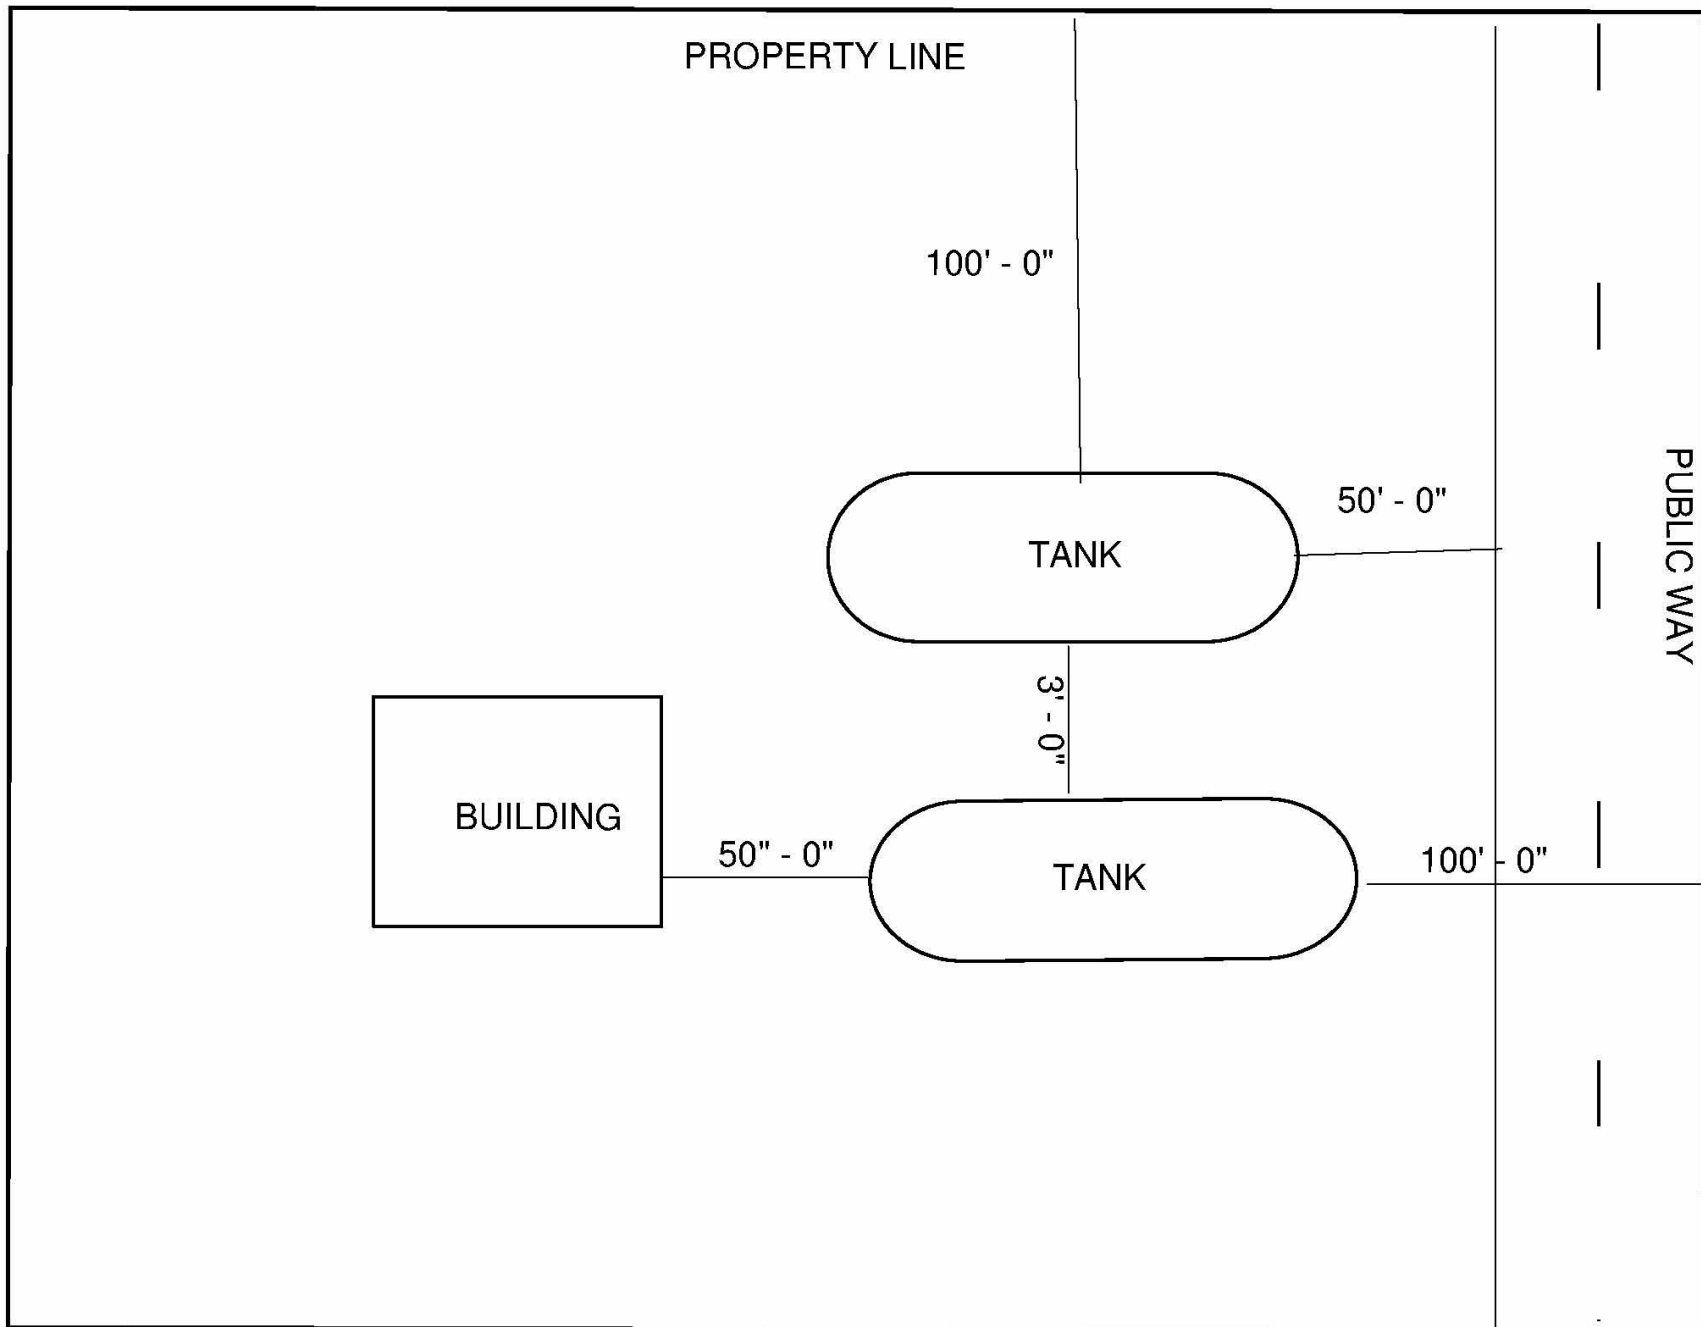 PROPERTY LINE
100' - 0"
50' - 0"
TANK
PUBLIC WAY
3' - 0"
BUILDING
50" - 0"
TANK
100' - 0"